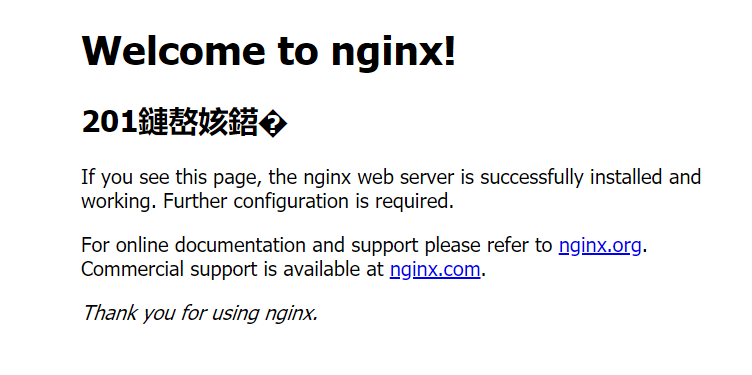 Welcome to nginx!
201鏈嶅姟鍣�
If you see this page, the nginx web server is successfully installed and
working. Further configuration is required.
For online documentation and support please refer to nginx.org.
Commercial support is available at nginx.com.
Thank you for using nginx.